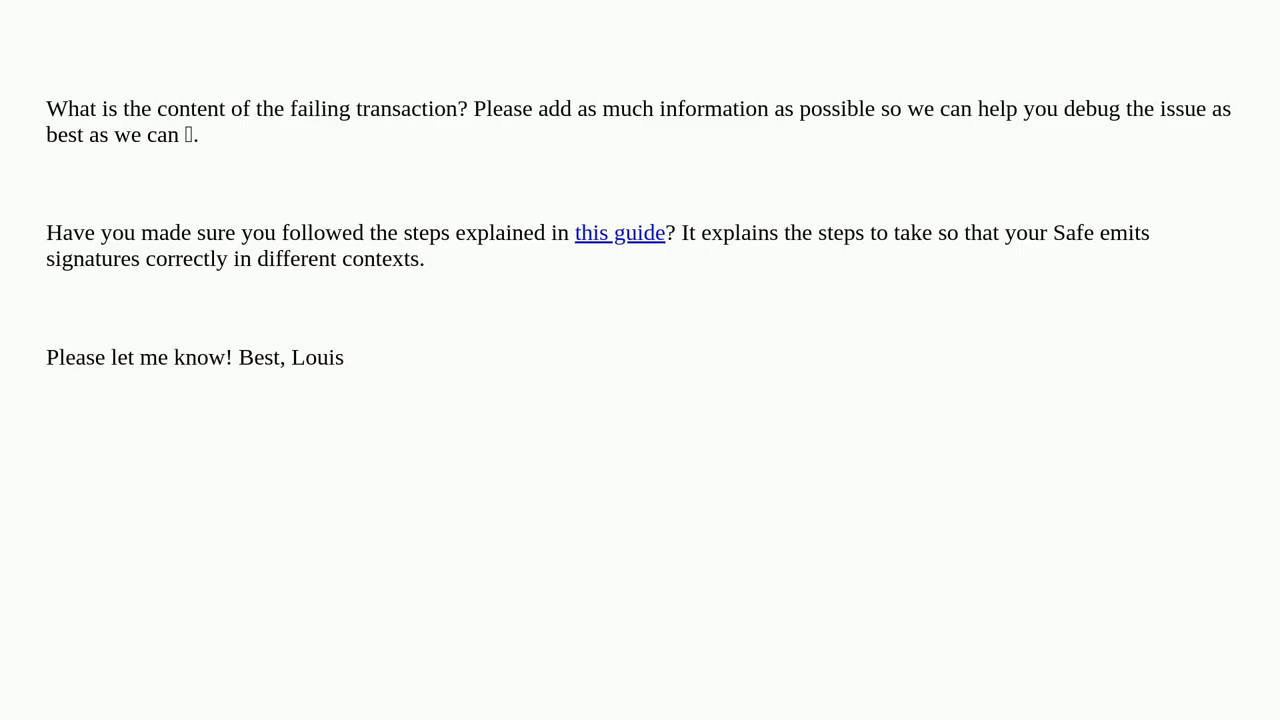 What is the content of the failing transaction? Please add as much information as possible so we can help you debug the issue as
best as we can .
Have you made sure you followed the steps explained in this guide? It explains the steps to take so that your Safe emits
signatures correctly in different contexts.
Please let me know! Best, Louis